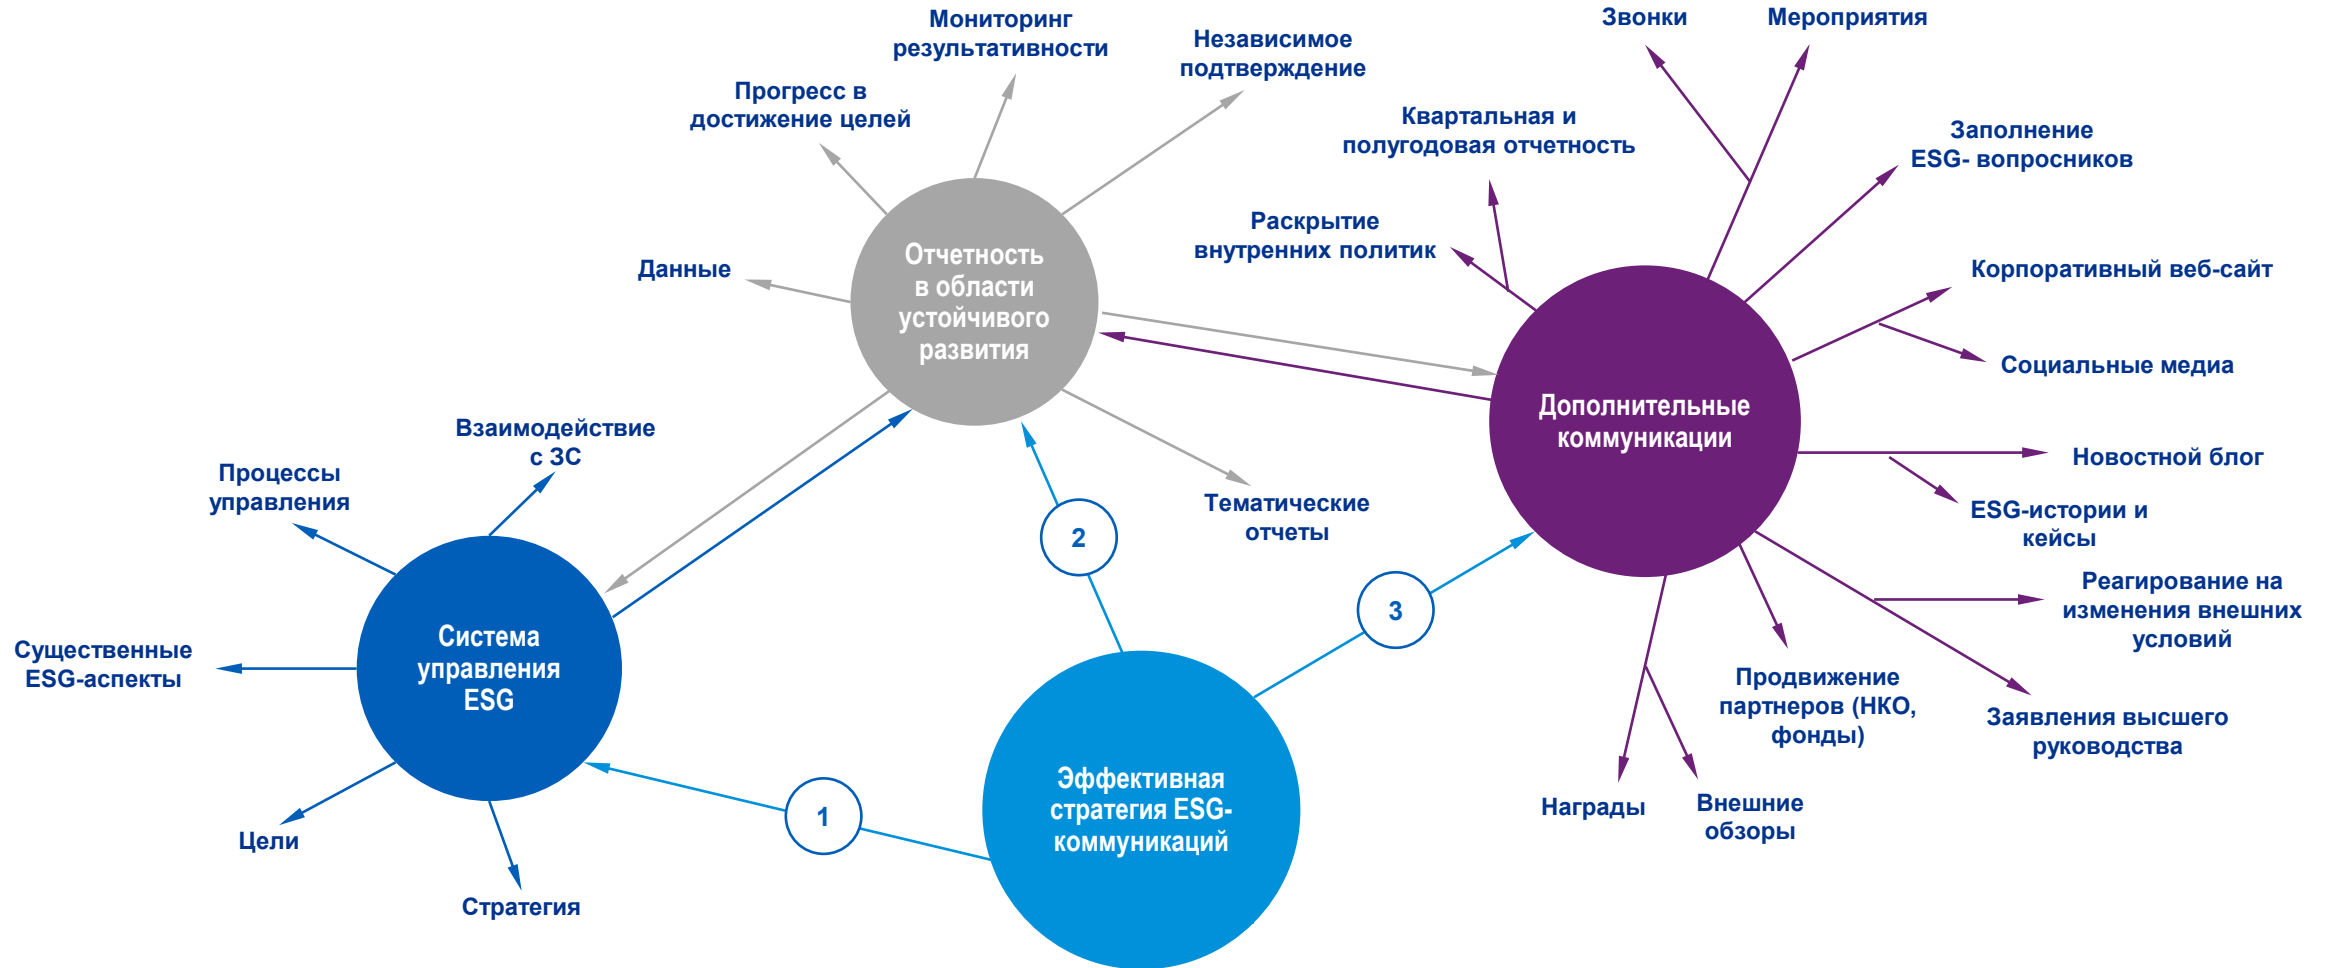 Мониторинг
результативности
Независимое
подтверждение
Прогресс в
достижение целей
Данные
Отчетность
в области
устойчивого
развития
Тематические
отчеты
Звонки
Мероприятия
Квартальная и
полугодовая отчетность
Раскрытие
внутренних политик
Заполнение
ESG- вопросников
Корпоративный веб-сайт
Социальные медиа
Дополнительные
коммуникации
Новостной блог
ESG-истории и
кейсы
Реагирование на
изменения внешних
условий
Заявления высшего
руководства
Продвижение
партнеров (НКО,
фонды)
Внешние
обзоры
Награды
Взаимодействие
с ЗС
Процессы
управления
Существенные
ESG-аспекты
Система
управления
ESG
Цели
Стратегия
1
2
3
Эффективная
стратегия ESG-
коммуникаций